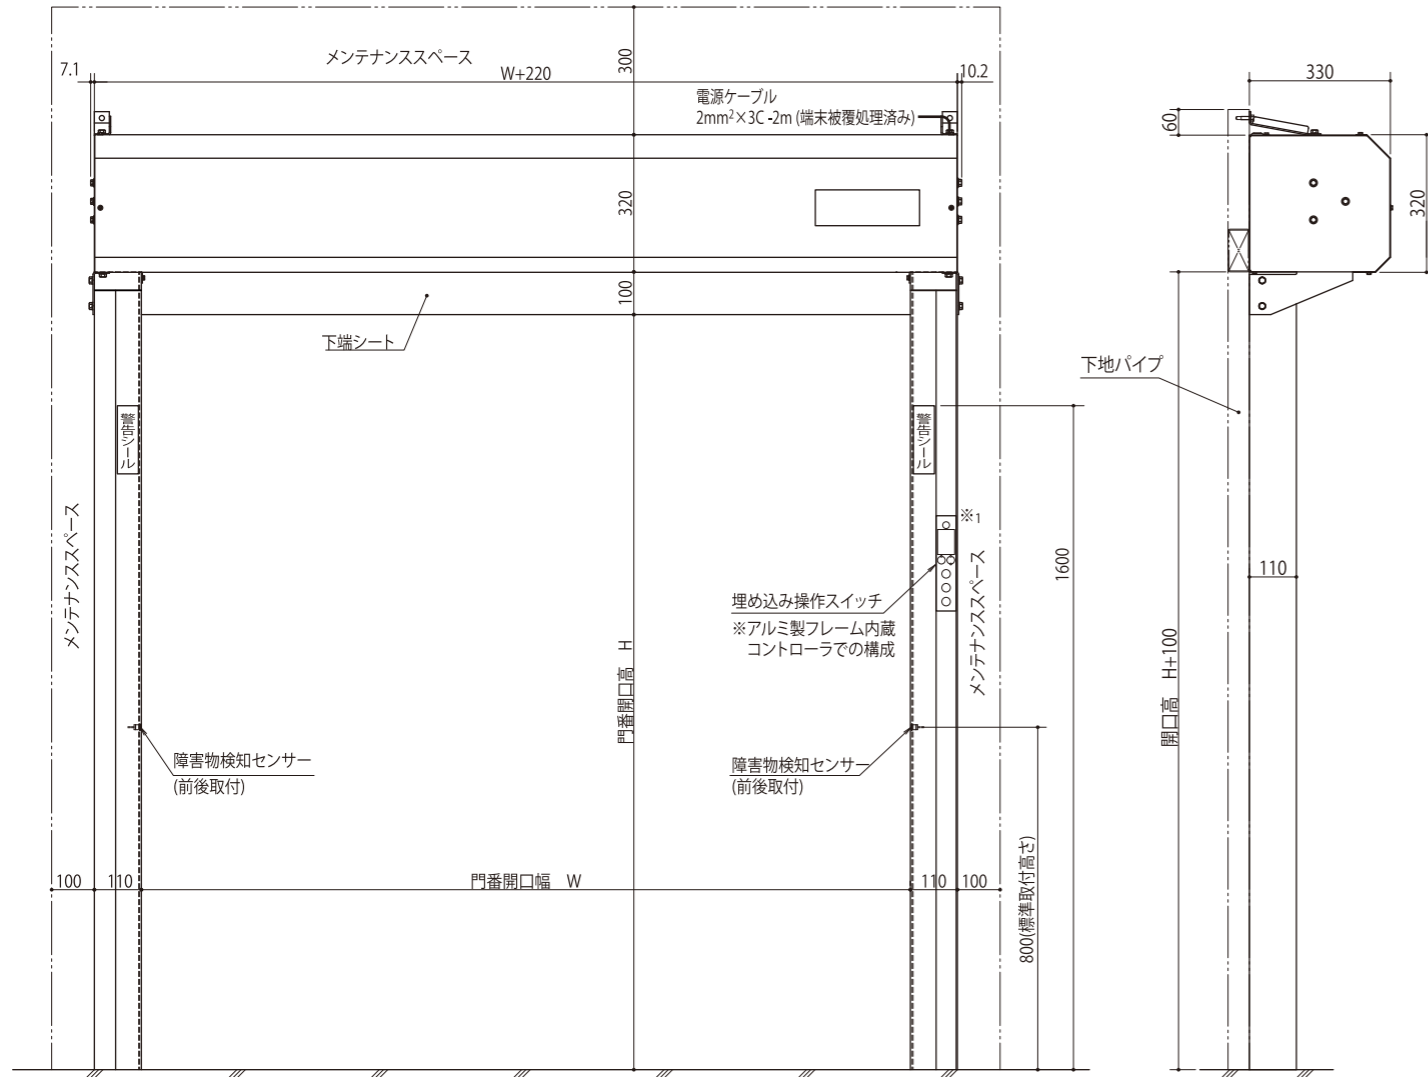 メンテナンススペース
300
7.1
W+220
10.2
330
電源ケーブル
2mm²×3C-2m (端末被覆処理済み)
60
320
320
100
下端シート
下地パイプ
警告シール
警告シール
メンテナンススペース
※1
1600
メンテナンススペース
110
埋め込み操作スイッチ
※アルミ製フレーム内蔵
コントローラでの構成
門番開口高 H
開口高 H+100
障害物検知センサー
(前後取付)
障害物検知センサー
(前後取付)
800(標準取付高さ)
100
110
門番開口幅 W
110
100